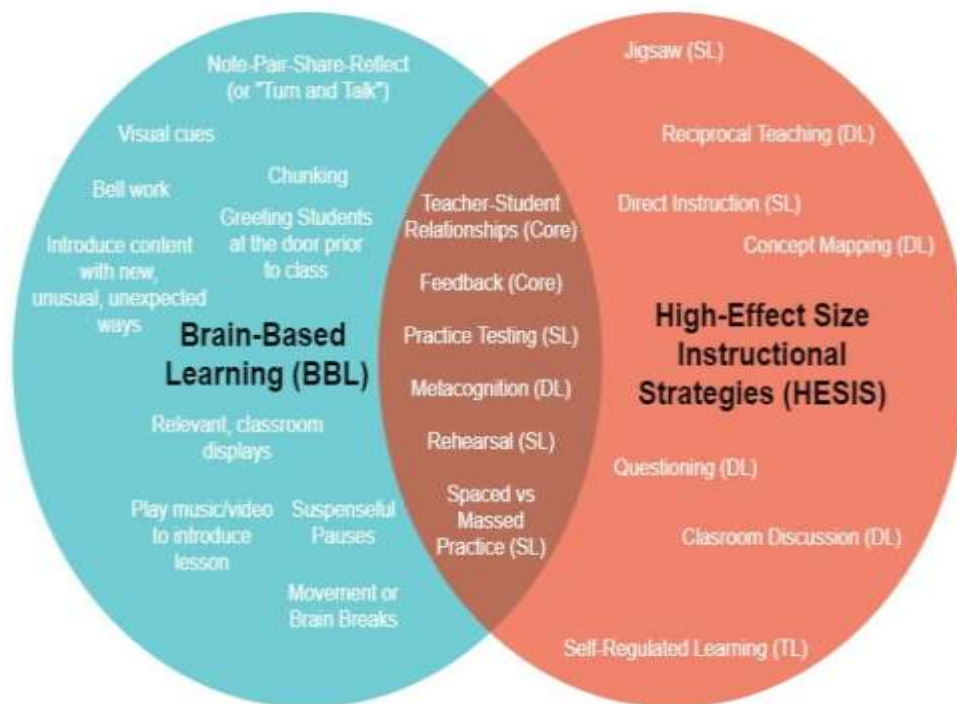 Note-Pair-Share-Reflect
(or "Turn and Talk")
Visual cues
Bell work
Chunking
Greeting Students
at the door prior
to class
Introduce content
with new,
unusual, unexpected
ways
Brain-Based
Learning (BBL)
Relevant, classroom
displays
Play music/video
to introduce
lesson
Suspenseful
Pauses
Movement or
Brain Breaks
Teacher-Student
Relationships (Core)
Feedback (Core)
Practice Testing (SL)
Metacognition (DL)
Rehearsal (SL)
Spaced vs
Massed
Practice (SL)
Jigsaw (SL)
Reciprocal Teaching (DL)
Direct Instruction (SL)
Concept Mapping (DL)
High-Effect Size
Instructional
Strategies (HESIS)
Questioning (DL)
Clasroom Discussion (DL)
Self-Regulated Learning (TL)